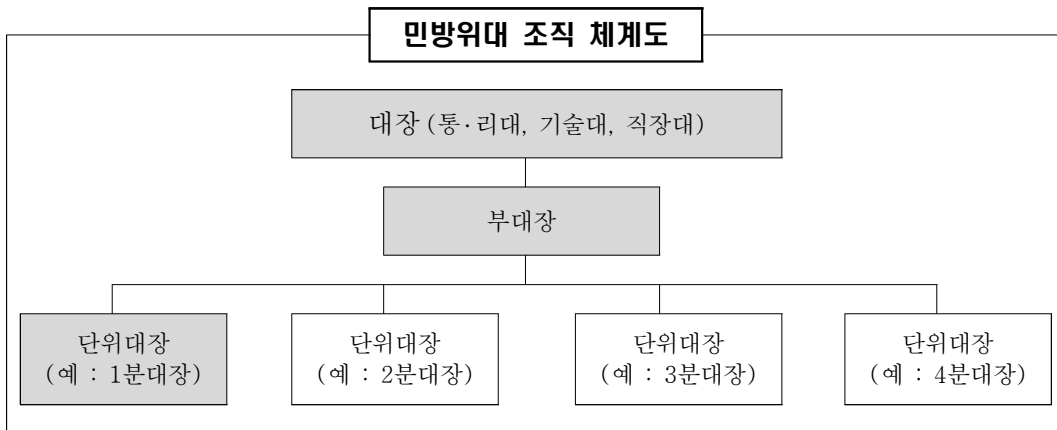 민방위대 조직 체계도
대장 (통·리대, 기술대, 직장대)
부대장
단위대장
(예 : 1분대장)
단위대장
(예 : 2분대장)
단위대장
(예 : 3분대장)
단위대장
(예 : 4분대장)